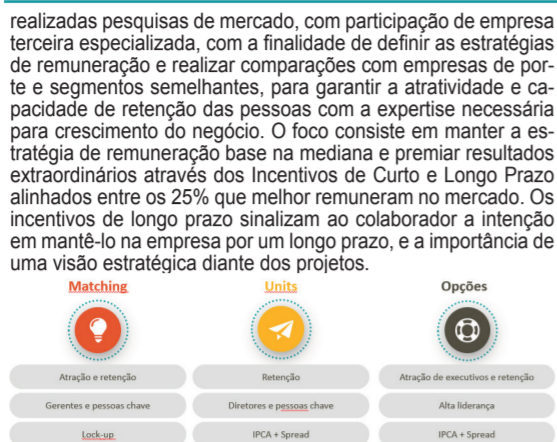 realizadas pesquisas de mercado, com participação de empresa
terceira especializada, com a finalidade de definir as estratégias
de remuneração e realizar comparações com empresas de por-
te e segmentos semelhantes, para garantir a atratividade e ca-
pacidade de retenção das pessoas com a expertise necessária
para crescimento do negócio. O foco consiste em manter a es-
tratégia de remuneração base na mediana e premiar resultados
extraordinários através dos Incentivos de Curto e Longo Prazo
alinhados entre os 25% que melhor remuneram no mercado. Os
incentivos de longo prazo sinalizam ao colaborador a intenção
em mantê-lo na empresa por um longo prazo, e a importância de
uma visão estratégica diante dos projetos.
Matching Units Opções
Atração e retenção Retenção Atração de executivos e retenção
Gerentes e pessoas chave Diretores e pessoas chave Alta liderança
Lock-up IPCA + Spread IPCA + Spread